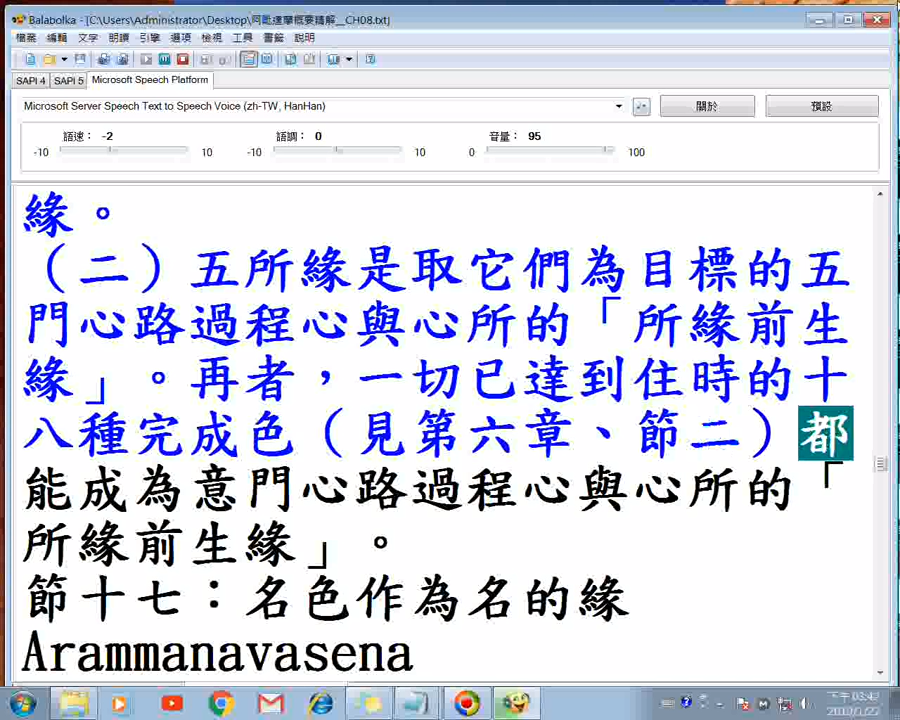 Balabolka - [C:\Users\Administrator\Desktop\阿毗達摩概要精解__CH08.txt]
檔案 編輯 文字 朗讀 引擎 選項 檢視 工具 書籤 說明
SAPI 4 SAPI 5 Microsoft Speech Platform
Microsoft Server Speech Text to Speech Voice (zh-TW, HanHan) 關於 預設
語速： -2 語調： 0 音量： 95
-10 10 -10 10 0 100
緣。
（二）五所緣是取它們為目標的五
門心路過程心與心所的「所緣前生
緣」。再者，一切已達到住時的十
八種完成色（見第六章、節二）都
能成為意門心路過程心與心所的「
所緣前生緣」。
節十七：名色作為名的緣
Arammanavasena
下午 03:42